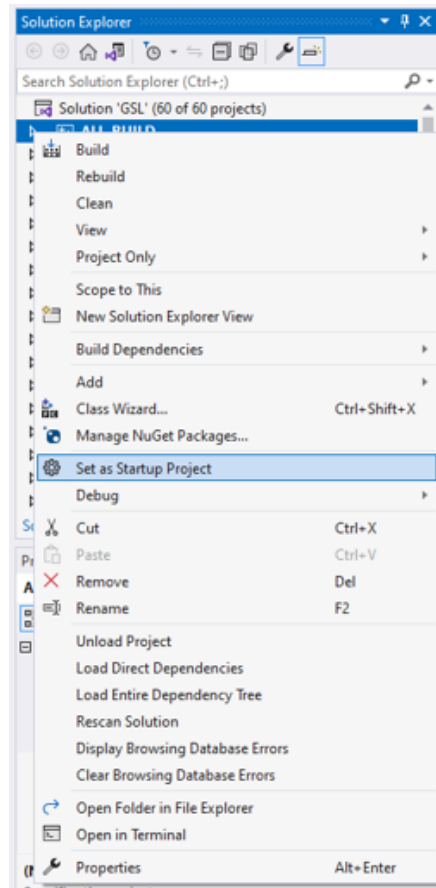 Solution Explorer
Search Solution Explorer (Ctrl+;)
Solution 'GSL' (60 of 60 projects)
ALL_BUILD
Build
Rebuild
Clean
View
Project Only
Scope to This
New Solution Explorer View
Build Dependencies
Add
Class Wizard... Ctrl+Shift+X
Manage NuGet Packages...
Set as Startup Project
Debug
Cut Ctrl+X
Paste Ctrl+V
Remove Del
Rename F2
Unload Project
Load Direct Dependencies
Load Entire Dependency Tree
Rescan Solution
Display Browsing Database Errors
Clear Browsing Database Errors
Open Folder in File Explorer
Open in Terminal
Properties Alt+Enter